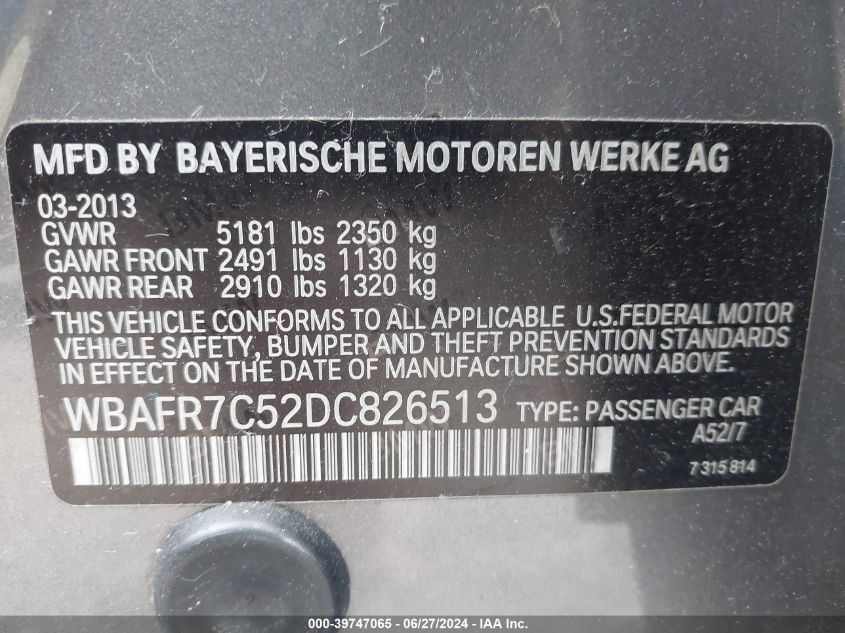 MFD BY BAYERISCHE MOTOREN WERKE AG
03-2013
GVWR 5181 lbs 2350 kg
GAWR FRONT 2491 lbs 1130 kg
GAWR REAR 2910 lbs 1320 kg
THIS VEHICLE CONFORMS TO ALL APPLICABLE U.S.FEDERAL MOTOR
VEHICLE SAFETY, BUMPER AND THEFT PREVENTION STANDARDS
IN EFFECT ON THE DATE OF MANUFACTURE SHOWN ABOVE.
WBAFR7C52DC826513 TYPE: PASSENGER CAR
A52/7
7 315 814
000-39747065 - 06/27/2024 - IAA Inc.